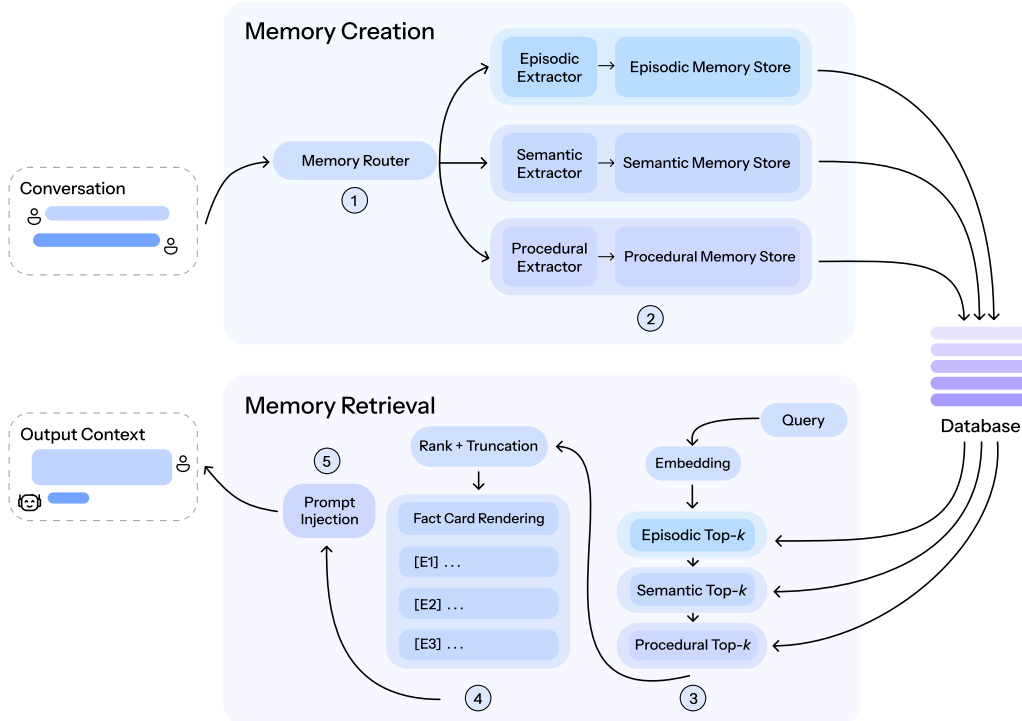 Memory Creation
Episodic
Extractor
Episodic Memory Store
Memory Router
1
Semantic
Extractor
Semantic Memory Store
Conversation
Procedural
Extractor
Procedural Memory Store
2
Memory Retrieval
Output Context
Query
Database
Rank + Truncation
5
Embedding
Prompt
Injection
Fact Card Rendering
[E1] ...
[E2] ...
[E3] ...
Episodic Top-k
Semantic Top-k
Procedural Top-k
4
3